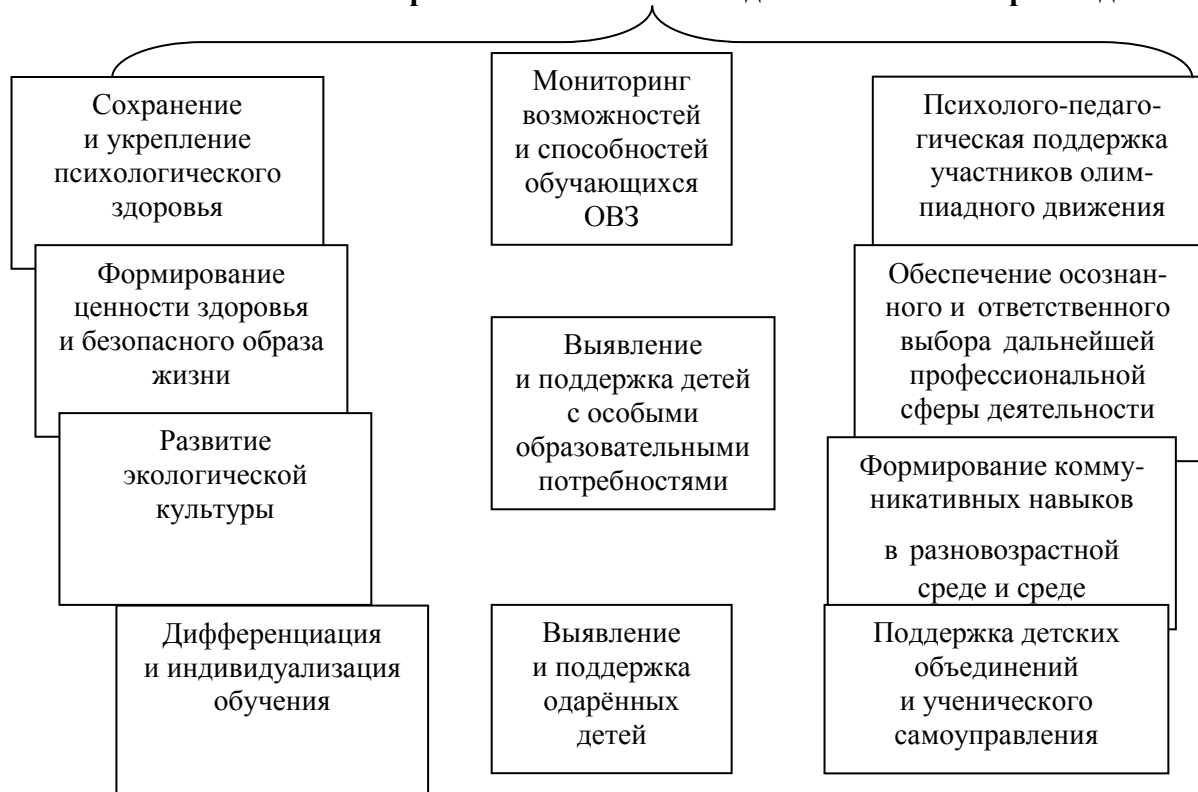 Сохранение
и укрепление
психологического
здоровья
Формирование
ценности здоровья
и безопасного образа
жизни
Развитие
экологической
культуры
Дифференциация
и индивидуализация
обучения
Мониторинг
возможностей
и способностей
обучающихся
ОВЗ
Выявление
и поддержка детей
с особыми
образовательными
потребностями
Выявление
и поддержка
одарённых
детей
Психолого-педаго-
гическая поддержка
участников олим-
пиадного движения
Обеспечение осознан-
ного и ответственного
выбора дальнейшей
профессиональной
сферы деятельности
Формирование комму-
никативных навыков
в разновозрастной
среде и среде
Поддержка детских
объединений
и ученического
самоуправления